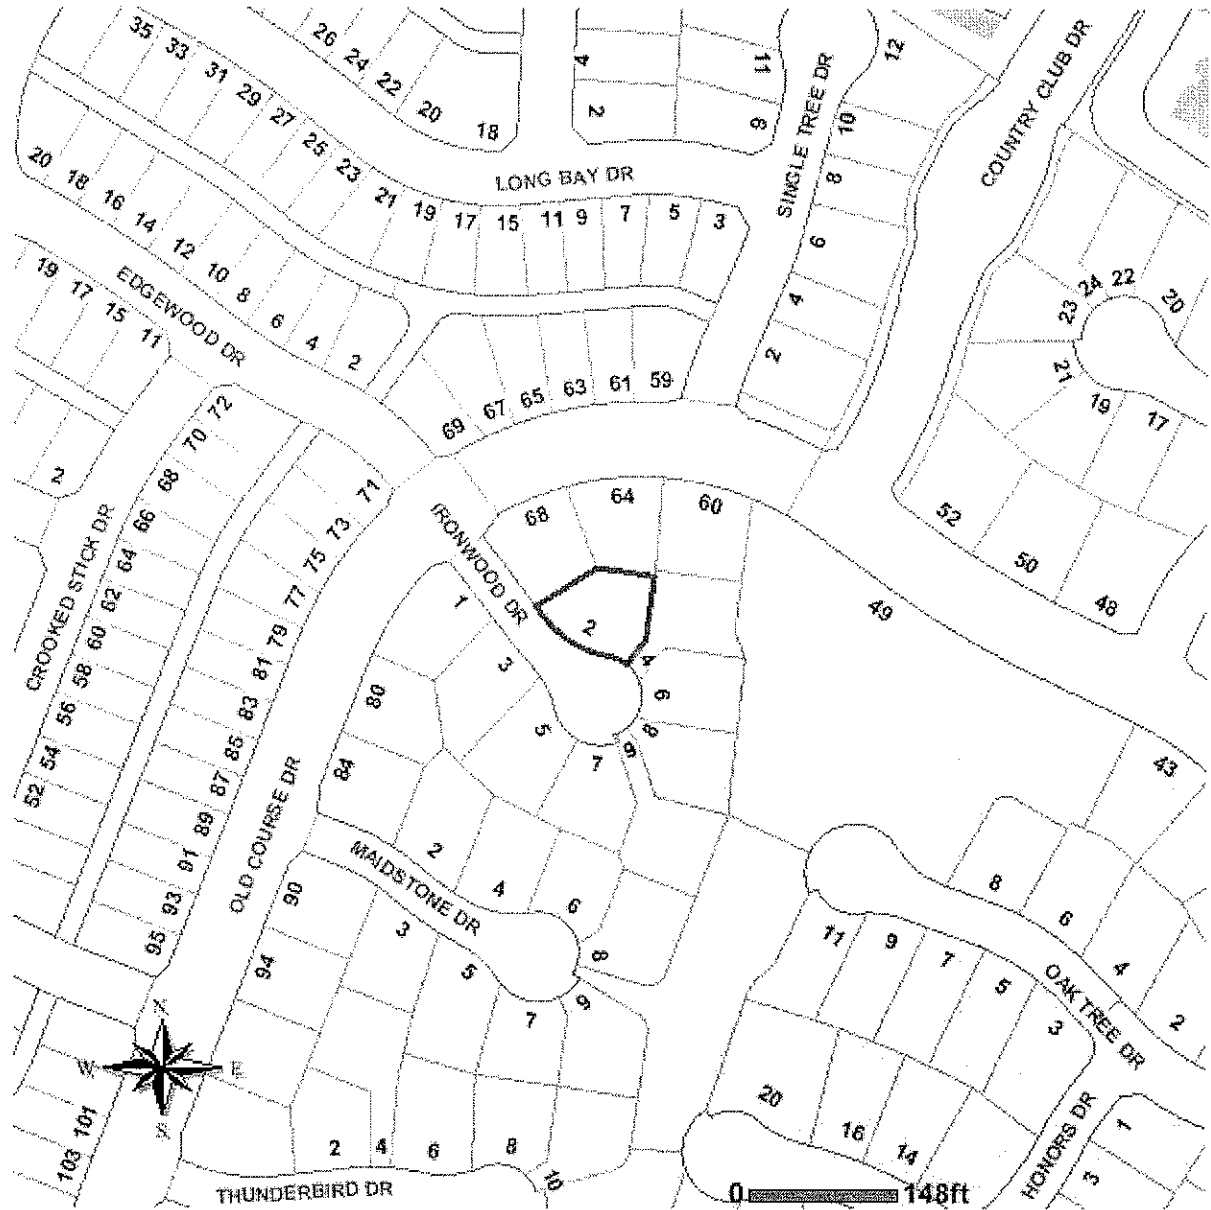 35 33 31 29 27 25 23 21 19 17 15 11 9 7 5 3
26 24 22 20 18
4 2
11 9
12 10 8 6 4 2
SINGLE TREE DR
COUNTRY CLUB DR
LONG BAY DR
20 18 16 14 12 10 8 6 4 2
EDGEWOOD DR
19 17 15 11
2
69 67 65 63 61 59
23 24 22 20
21 19 17
52 50 48
72 70 68 66 64 62 60 58 56 54 52
CROOKED STICK DR
71 73 75 77 79 81 83 85 87 89 91 93 95
OLD COURSE DR
68 64 60
IRONWOOD DR
1 3 5 7 9 8 6 4 2
49
43
80 84
2 4 6 8
MAIDSTONE DR
90 94
3 5 7 9
8 6 4 2
11 9 7 5 3
OAK TREE DR
N
W E
S
101 103
2 4 6 8 10
THUNDERBIRD DR
20 16 14
HONORS DR
1 3
0 148ft